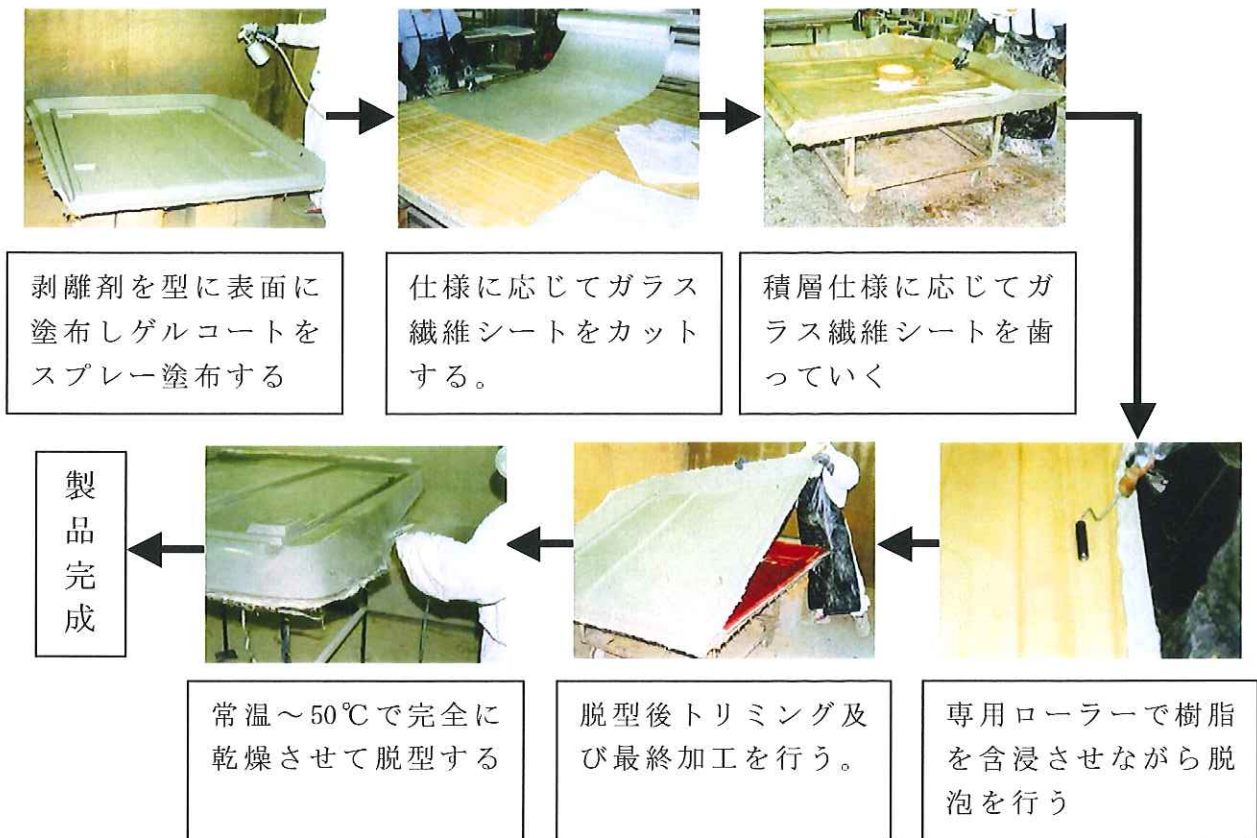 剥離剤を型に表面に
塗布しゲルコートを
スプレー塗布する
仕様に応じてガラス
繊維シートをカット
する。
積層仕様に応じてガ
ラス繊維シートを歯
っていく
専用ローラーで樹脂
を含浸させながら脱
泡を行う
脱型後トリミング及
び最終加工を行う。
常温～50℃で完全に
乾燥させて脱型する
製品完成